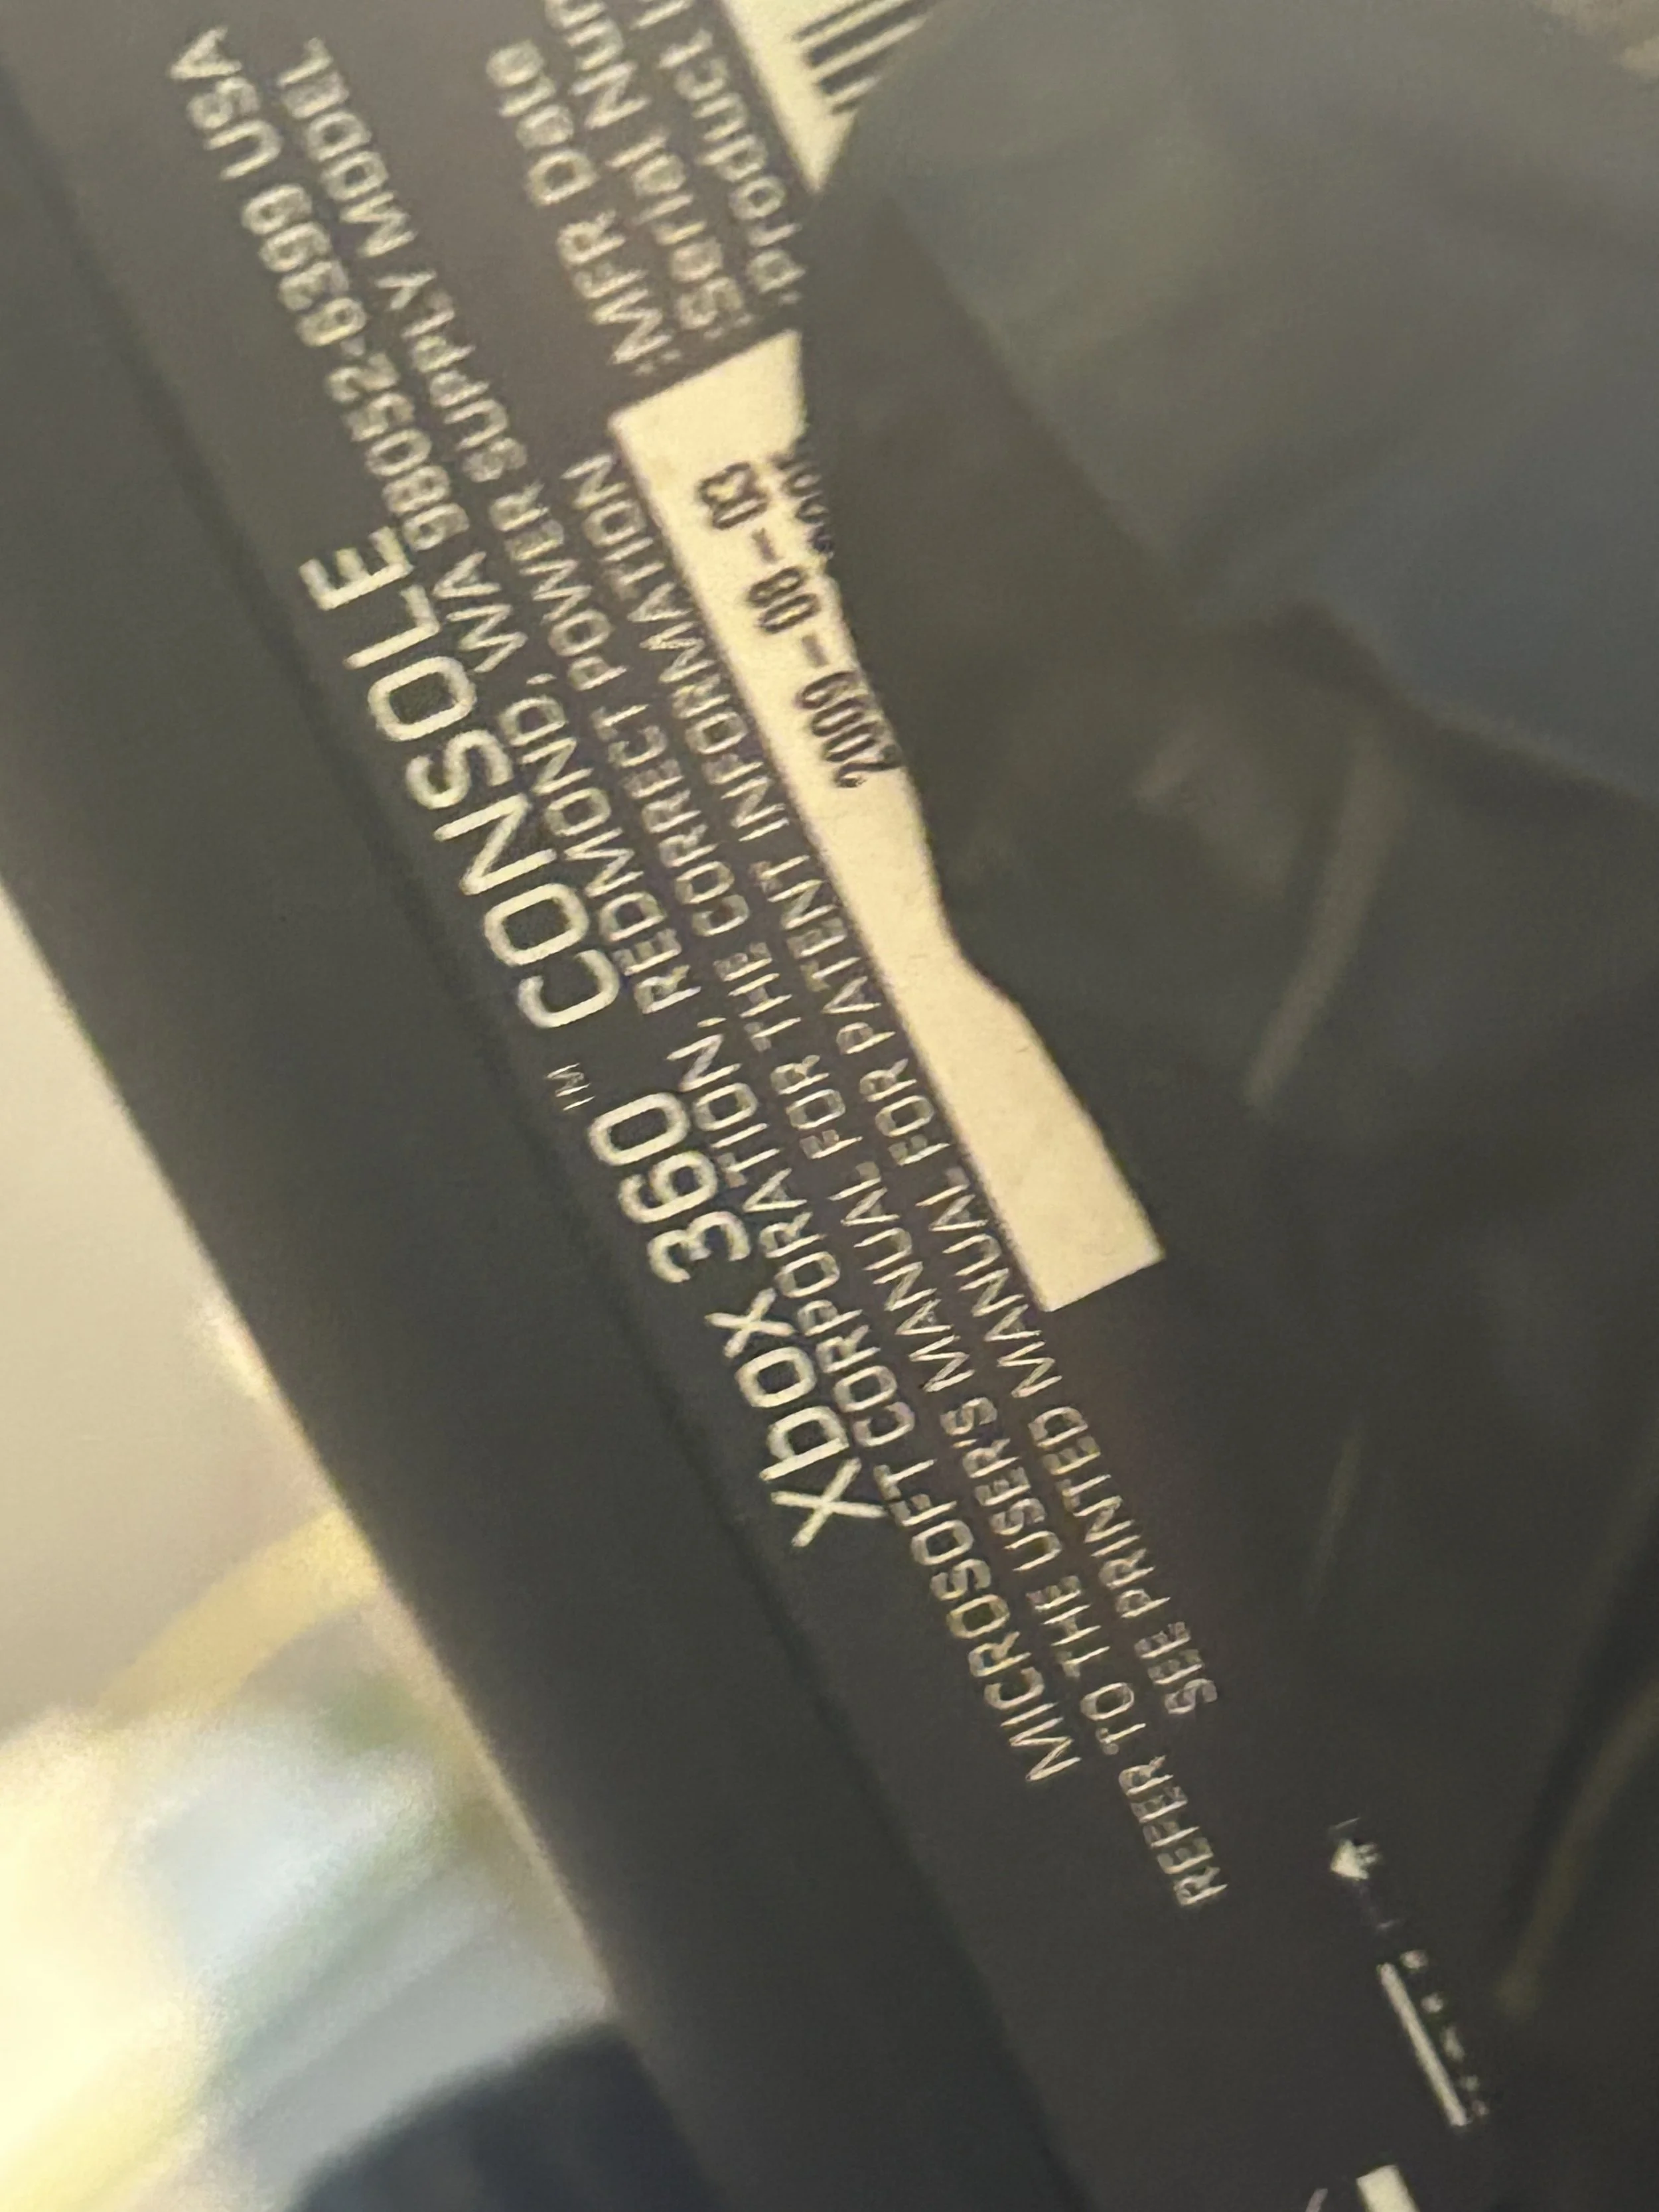 Xbox 360™ CONSOLE
MICROSOFT CORPORATION, REDMOND, WA 98052-6399 USA
REFER TO THE USER'S MANUAL FOR THE CORRECT POWER SUPPLY MODEL
SEE PRINTED MANUAL FOR PATENT INFORMATION
MFR Date
Serial
Product
2009-08-03